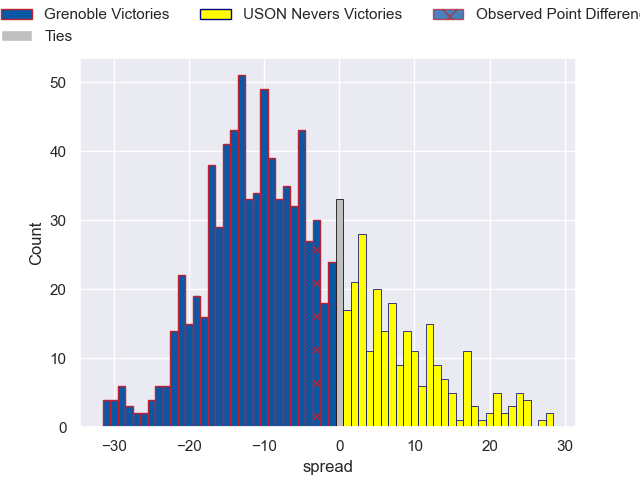 Grenoble Victories
USON Nevers Victories
Observed Point Differen
Ties
50
40
30
20
10
0
Count
−30 −20 −10 0 10 20 30
spread